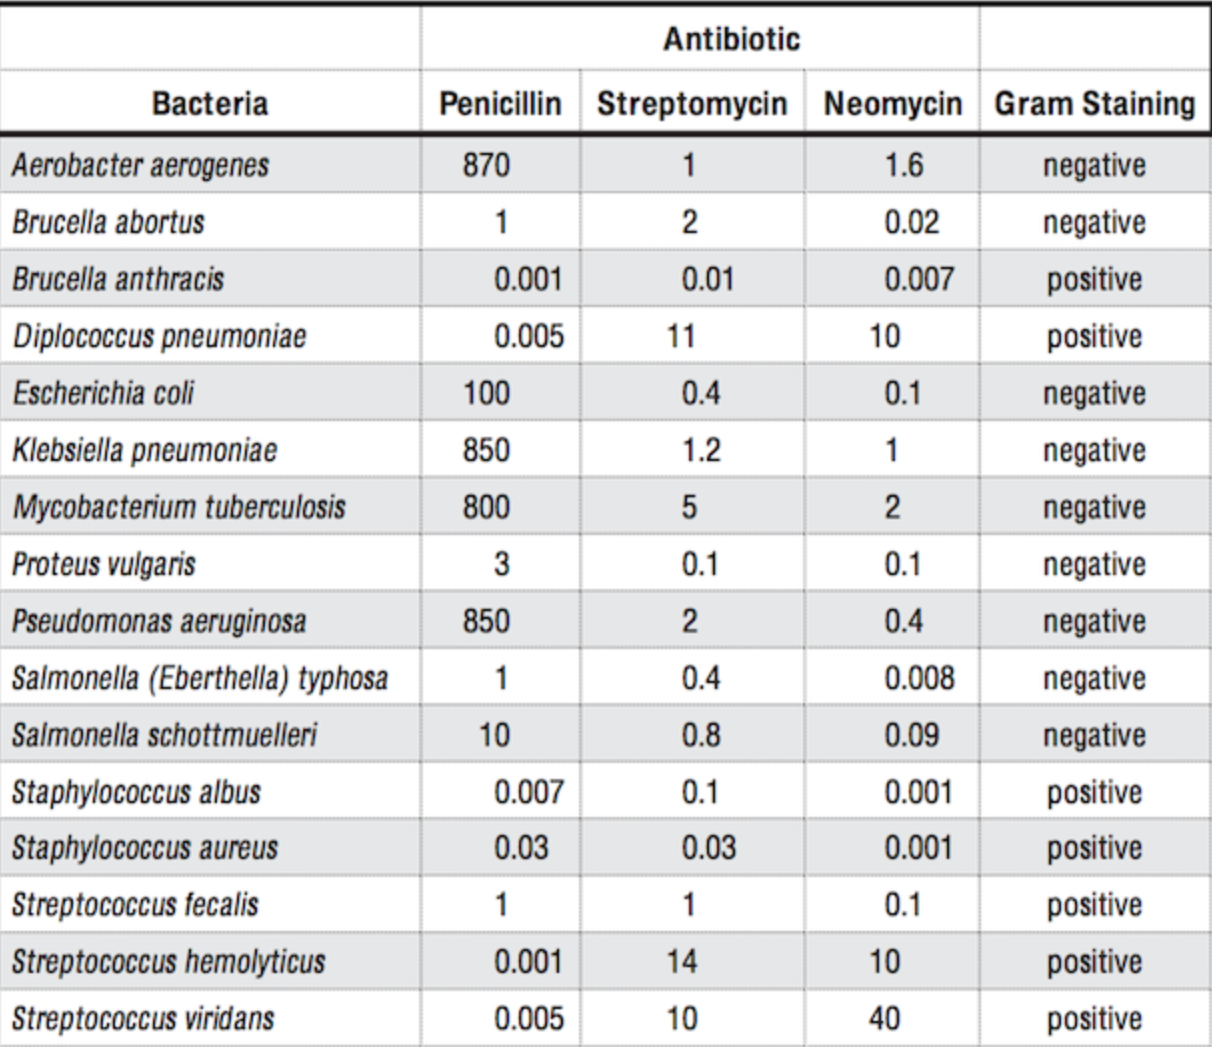 Antibiotic
Bacteria Penicillin Streptomycin Neomycin Gram Staining
Aerobacter aerogenes 870 1 1.6 negative
Brucella abortus 1 2 0.02 negative
Brucella anthracis 0.001 0.01 0.007 positive
Diplococcus pneumoniae 0.005 11 10 positive
Escherichia coli 100 0.4 0.1 negative
Klebsiella pneumoniae 850 1.2 1 negative
Mycobacterium tuberculosis 800 5 2 negative
Proteus vulgaris 3 0.1 0.1 negative
Pseudomonas aeruginosa 850 2 0.4 negative
Salmonella (Eberthella) typhosa 1 0.4 0.008 negative
Salmonella schottmuelleri 10 0.8 0.09 negative
Staphylococcus albus 0.007 0.1 0.001 positive
Staphylococcus aureus 0.03 0.03 0.001 positive
Streptococcus fecalis 1 1 0.1 positive
Streptococcus hemolyticus 0.001 14 10 positive
Streptococcus viridans 0.005 10 40 positive